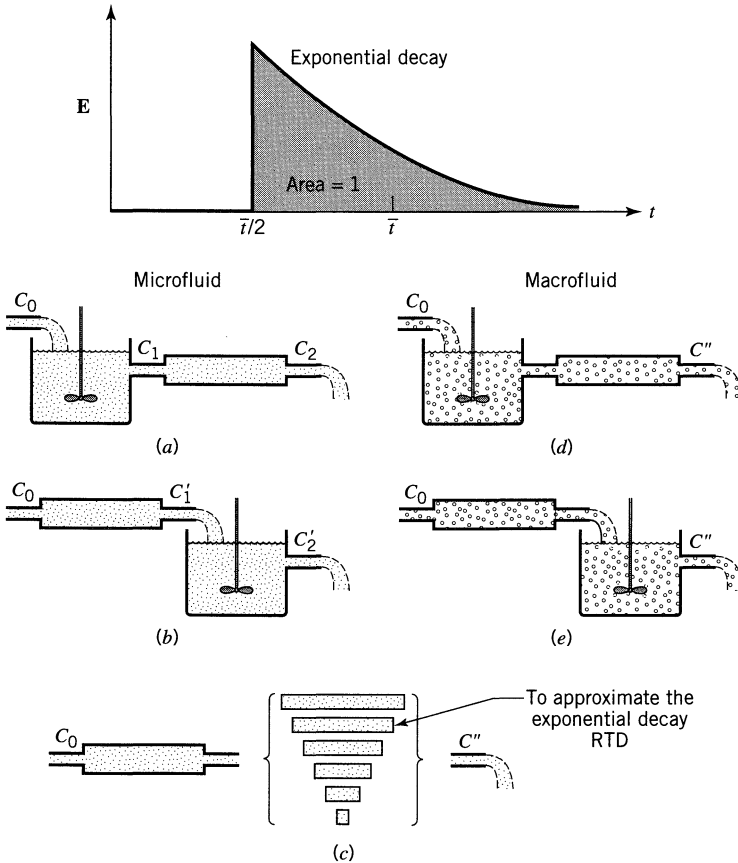 Exponential decay
E
Area = 1
t
t̄/2
t̄
Microfluid
Macrofluid
C₀
C₁
C₂
(a)
C₀
C″
(d)
C₀
C′₁
C′₂
(b)
C₀
C″
(e)
C₀
C″
To approximate the
exponential decay
RTD
(c)